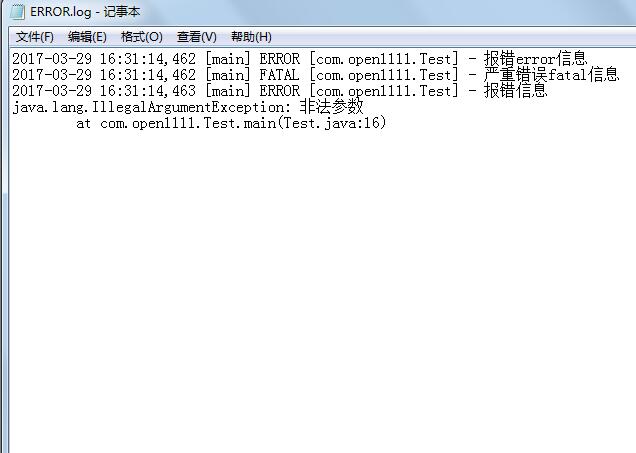 ERROR.log - 记事本
文件(F) 编辑(E) 格式(O) 查看(V) 帮助(H)
2017-03-29 16:31:14,462 [main] ERROR [com.open1111.Test] - 报错error信息
2017-03-29 16:31:14,462 [main] FATAL [com.open1111.Test] - 严重错误fatal信息
2017-03-29 16:31:14,463 [main] ERROR [com.open1111.Test] - 报错信息
java.lang.IllegalArgumentException: 非法参数
        at com.open1111.Test.main(Test.java:16)